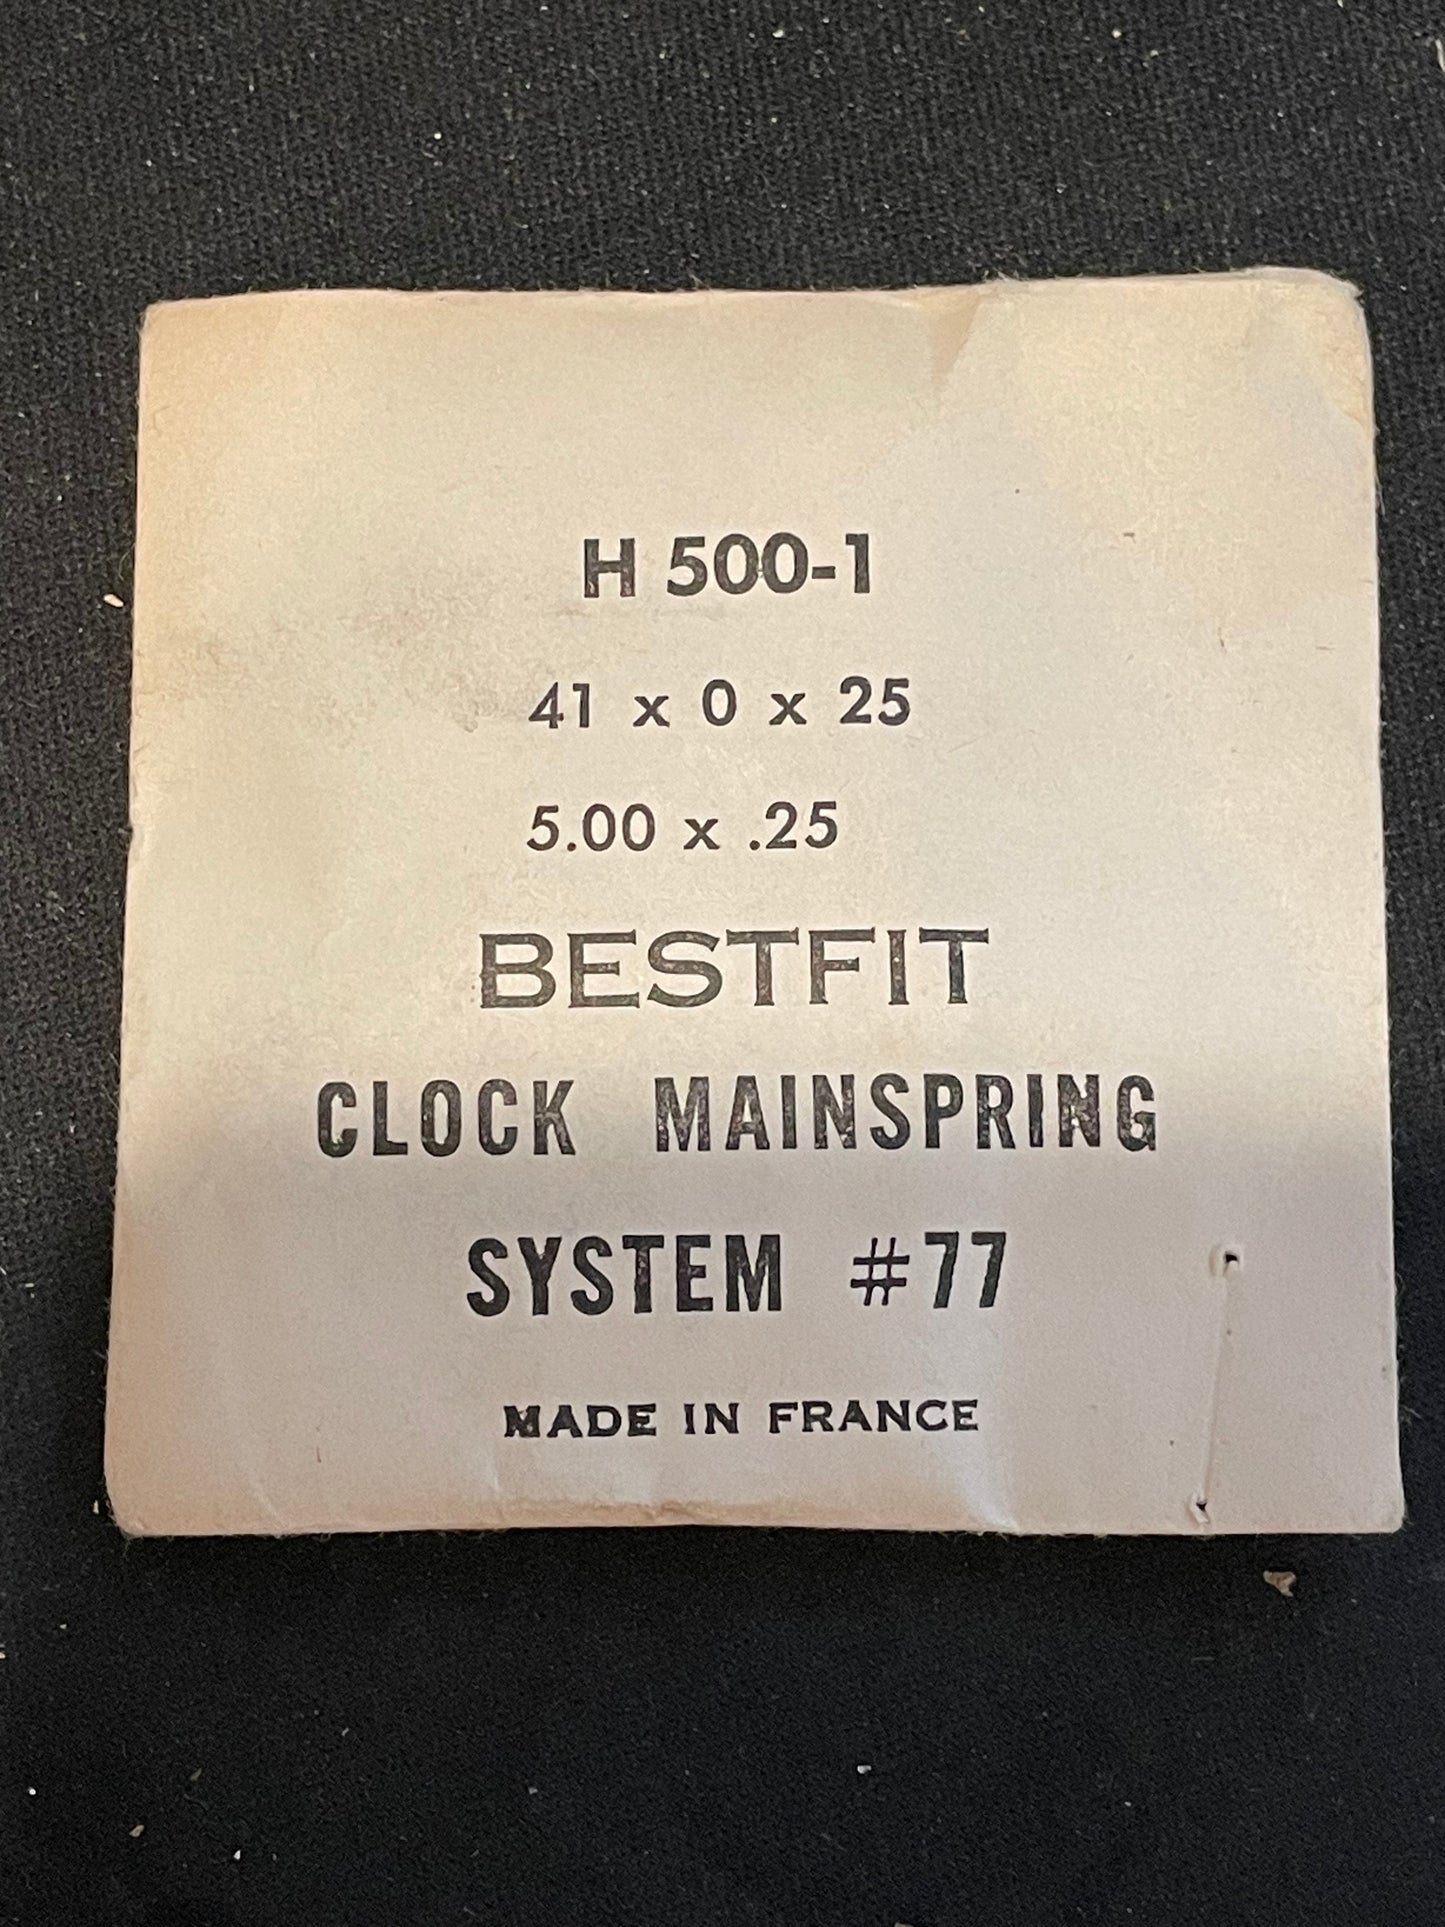 H 500-1
41 x 0 x 25
5.00 x .25
BESTFIT
CLOCK MAINSPRING
SYSTEM #77
MADE IN FRANCE